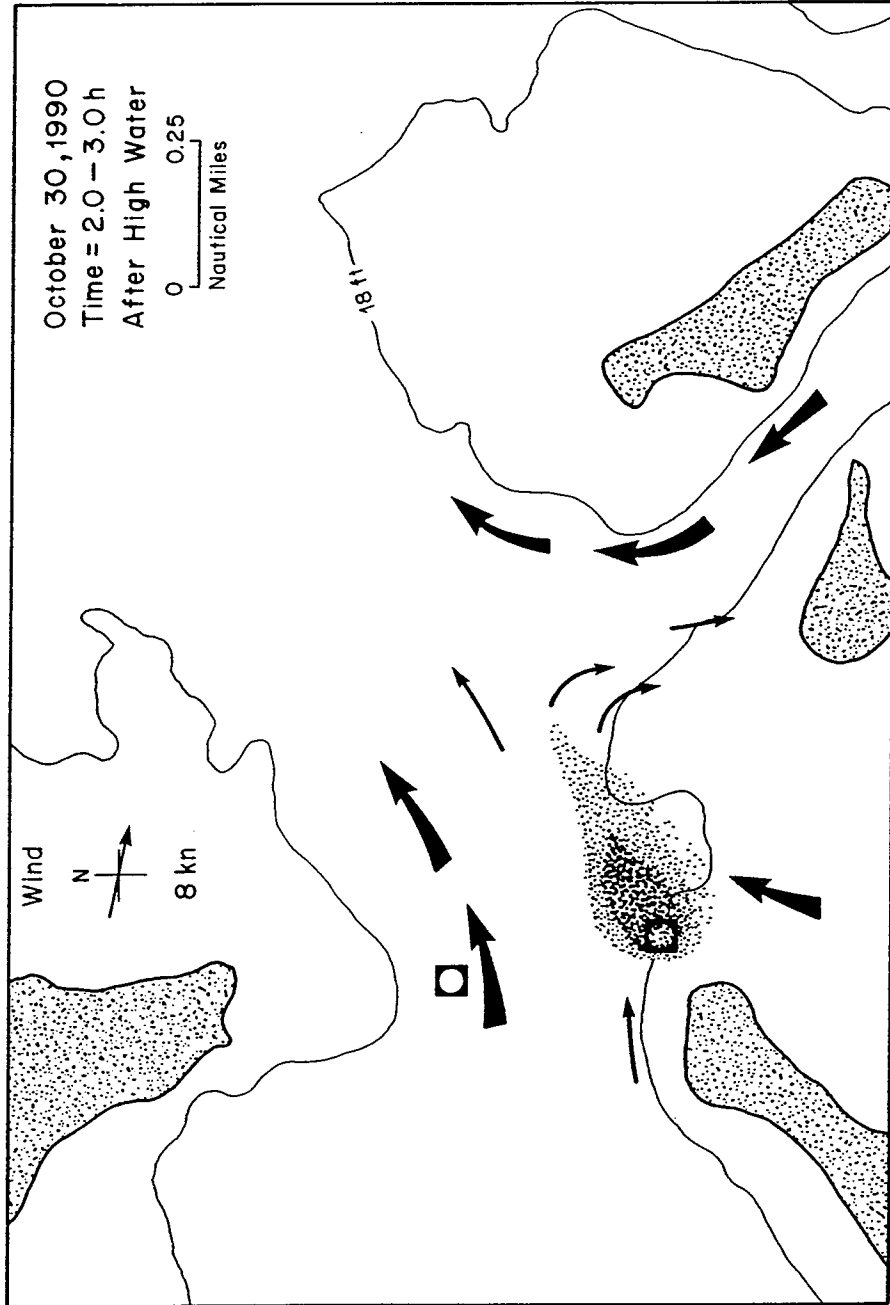 October 30, 1990
Time = 2.0 – 3.0 h
After High Water
0 0.25
Nautical Miles
Wind
N
8 kn
18 ft